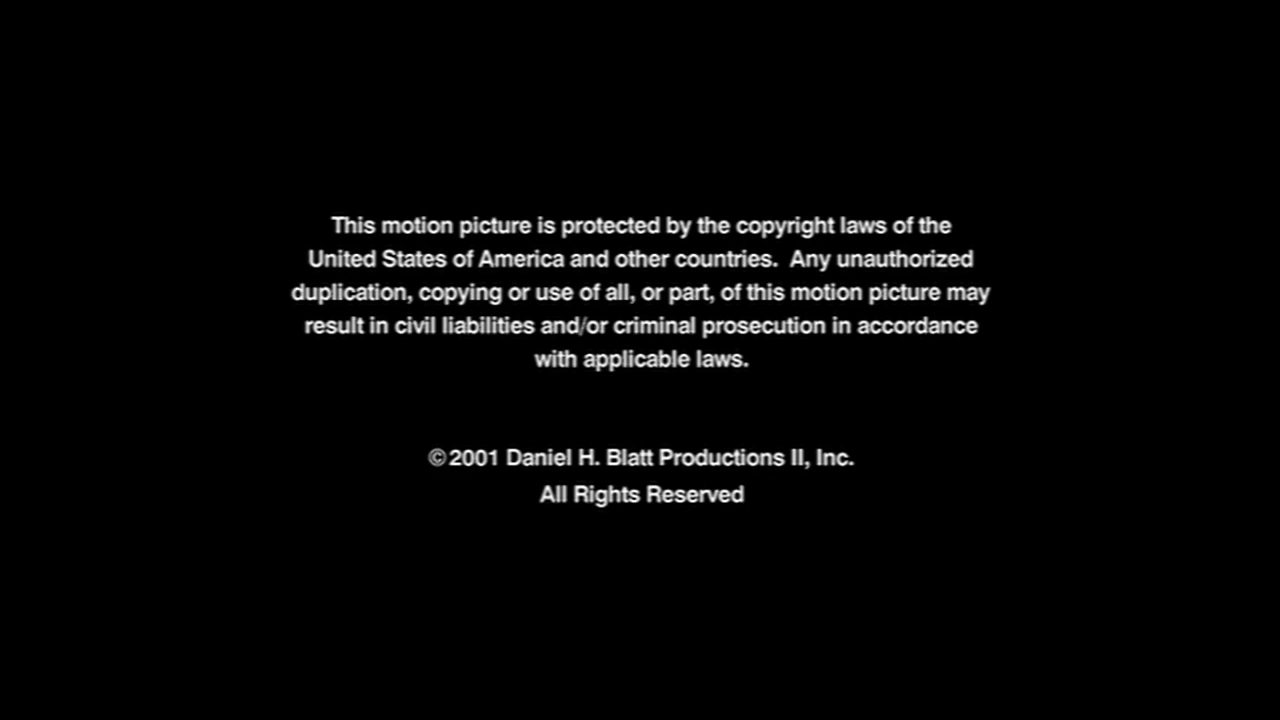 This motion picture is protected by the copyright laws of the
United States of America and other countries.  Any unauthorized
duplication, copying or use of all, or part, of this motion picture may
result in civil liabilities and/or criminal prosecution in accordance
with applicable laws.
©2001 Daniel H. Blatt Productions II, Inc.
All Rights Reserved